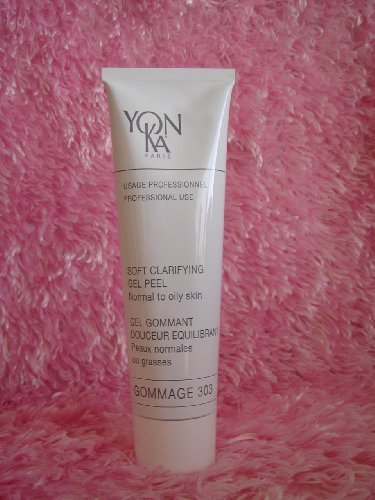 YON
KA
PARIS
USAGE PROFESSIONNEL
PROFESSIONAL USE
SOFT CLARIFYING
GEL PEEL
Normal to oily skin
GEL GOMMANT
DOUCEUR EQUILIBRANT
Peaux normales
ou grasses
GOMMAGE 303